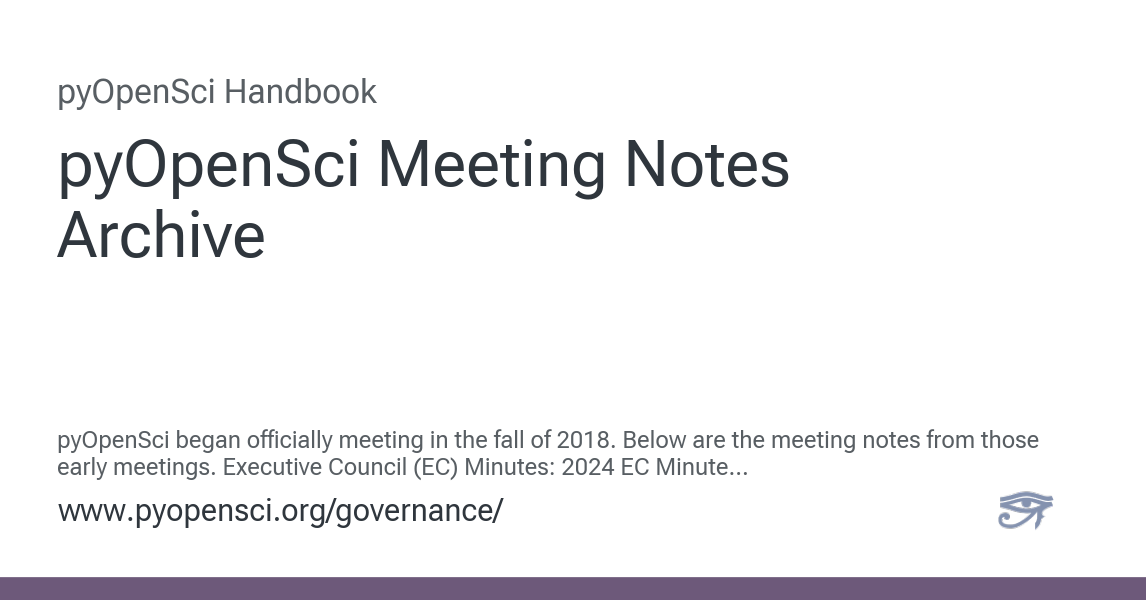 pyOpenSci Handbook
pyOpenSci Meeting Notes
Archive
pyOpenSci began officially meeting in the fall of 2018. Below are the meeting notes from those
early meetings. Executive Council (EC) Minutes: 2024 EC Minute...
www.pyopensci.org/governance/